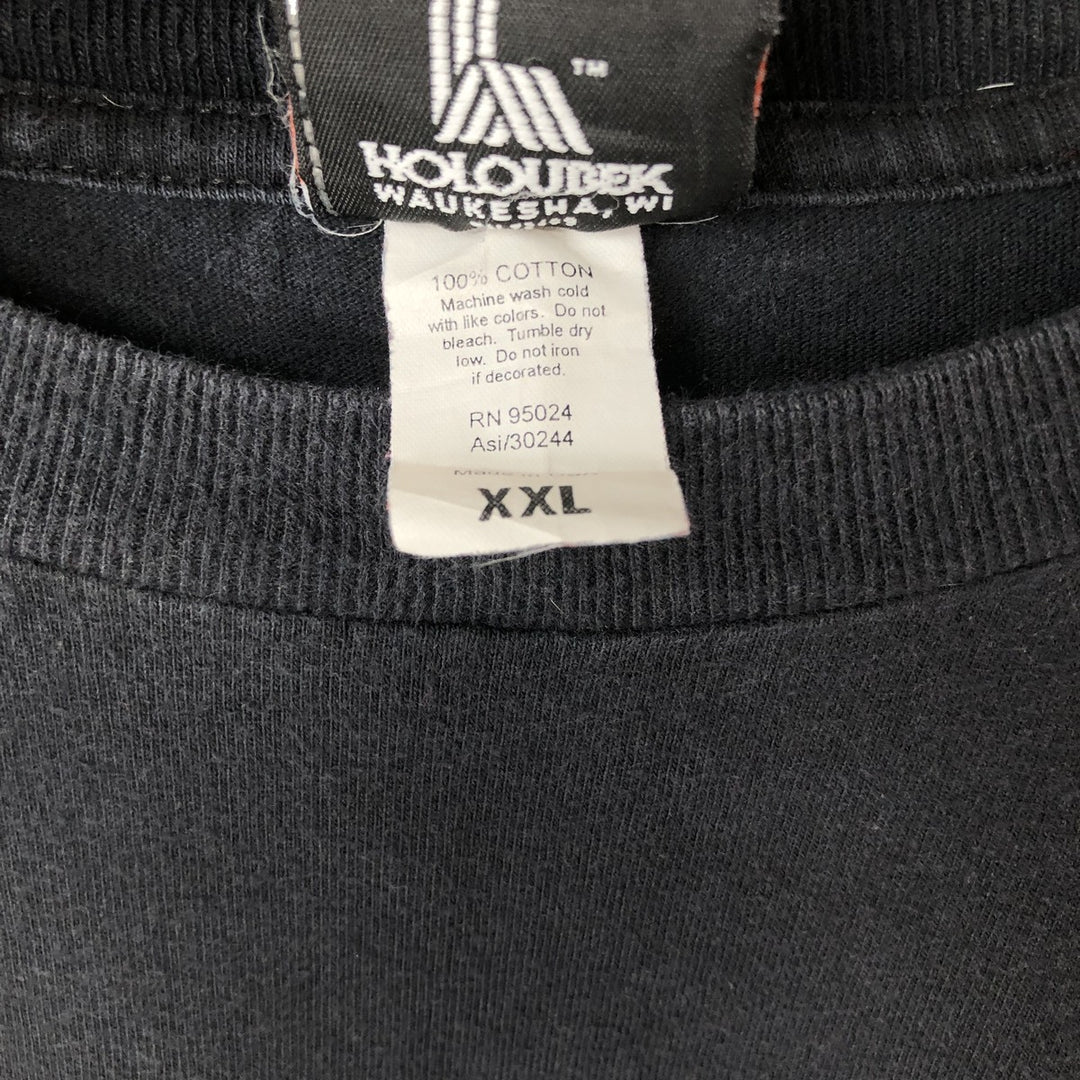 TM
HOLOUBEK
WAUKESHA, WI
100% COTTON
Machine wash cold
with like colors. Do not
bleach. Tumble dry
low. Do not iron
if decorated.
RN 95024
Asi/30244
XXL